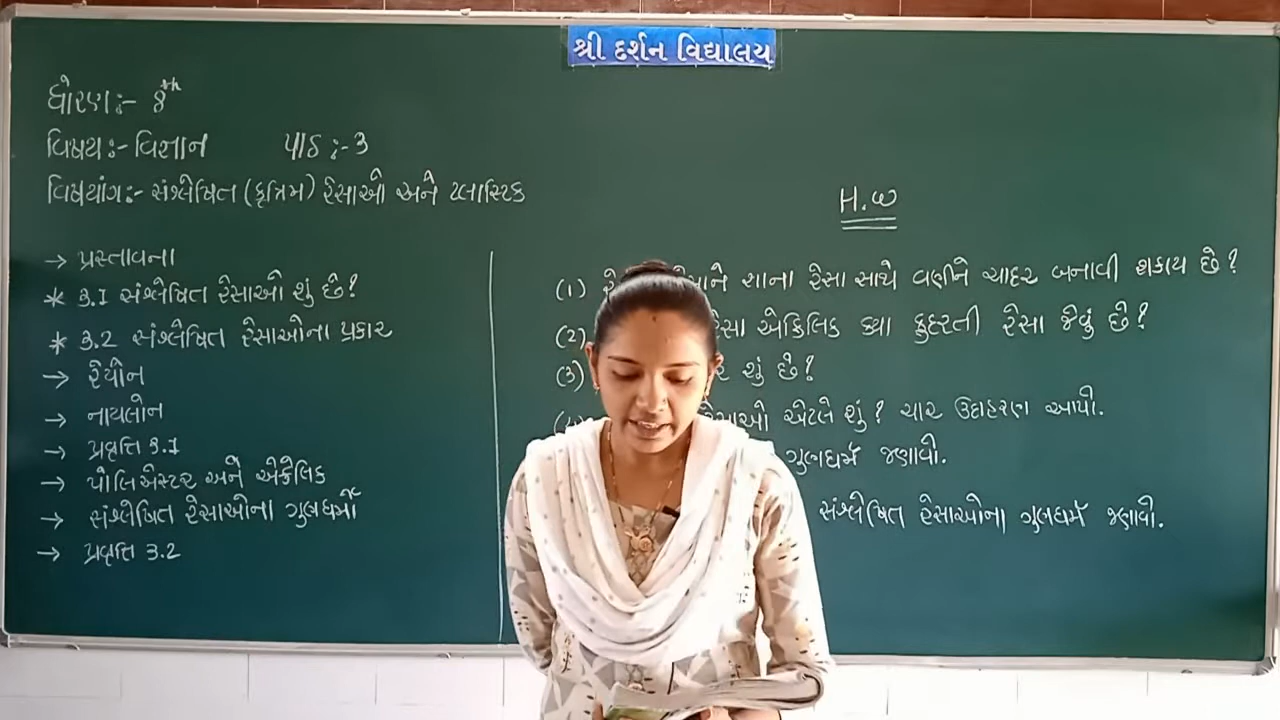 શ્રી દર્શન વિદ્યાલય
ધોરણ:- 8th
વિષય:- વિજ્ઞાન પાઠ :- 3
વિષયાંગ:- સંશ્લેષિત (કૃત્રિમ) રેસાઓ અને પ્લાસ્ટિક
→ પ્રસ્તાવના
* 3.1 સંશ્લેષિત રેસાઓ શું છે?
* 3.2 સંશ્લેષિત રેસાઓના પ્રકાર
→ રેયોન
→ નાયલોન
→ પ્રવૃત્તિ 3.1
→ પોલિએસ્ટર અને એક્રેલિક
→ સંશ્લેષિત રેસાઓના ગુણધર્મો
→ પ્રવૃત્તિ 3.2
H.W
(1) શાના રેસા સાથે વણીને ચાદર બનાવી શકાય છે?
(2) રેસા એક્રિલિક ક્યા કુદરતી રેસા જેવું છે?
(3) શું છે?
રેસાઓ એટલે શું? ચાર ઉદાહરણ આપો.
ગુણધર્મ જણાવો.
સંશ્લેષિત રેસાઓના ગુણધર્મ જણાવો.